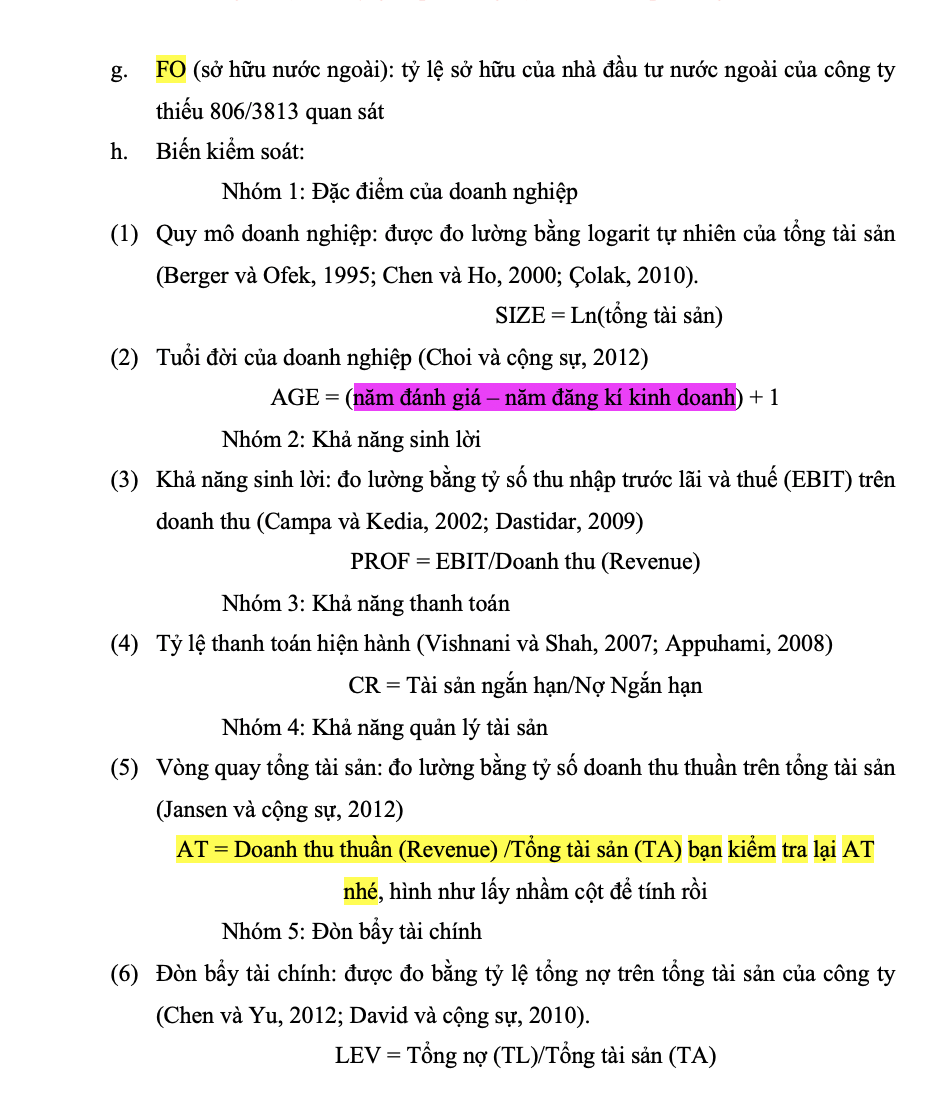 g. FO (sở hữu nước ngoài): tỷ lệ sở hữu của nhà đầu tư nước ngoài của công ty
thiếu 806/3813 quan sát
h. Biến kiểm soát:
Nhóm 1: Đặc điểm của doanh nghiệp
(1) Quy mô doanh nghiệp: được đo lường bằng logarit tự nhiên của tổng tài sản
(Berger và Ofek, 1995; Chen và Ho, 2000; Çolak, 2010).
SIZE = Ln(tổng tài sản)
(2) Tuổi đời của doanh nghiệp (Choi và cộng sự, 2012)
AGE = (năm đánh giá – năm đăng kí kinh doanh) + 1
Nhóm 2: Khả năng sinh lời
(3) Khả năng sinh lời: đo lường bằng tỷ số thu nhập trước lãi và thuế (EBIT) trên
doanh thu (Campa và Kedia, 2002; Dastidar, 2009)
PROF = EBIT/Doanh thu (Revenue)
Nhóm 3: Khả năng thanh toán
(4) Tỷ lệ thanh toán hiện hành (Vishnani và Shah, 2007; Appuhami, 2008)
CR = Tài sản ngắn hạn/Nợ Ngắn hạn
Nhóm 4: Khả năng quản lý tài sản
(5) Vòng quay tổng tài sản: đo lường bằng tỷ số doanh thu thuần trên tổng tài sản
(Jansen và cộng sự, 2012)
AT = Doanh thu thuần (Revenue) /Tổng tài sản (TA) bạn kiểm tra lại AT
nhé, hình như lấy nhầm cột để tính rồi
Nhóm 5: Đòn bẩy tài chính
(6) Đòn bẩy tài chính: được đo bằng tỷ lệ tổng nợ trên tổng tài sản của công ty
(Chen và Yu, 2012; David và cộng sự, 2010).
LEV = Tổng nợ (TL)/Tổng tài sản (TA)